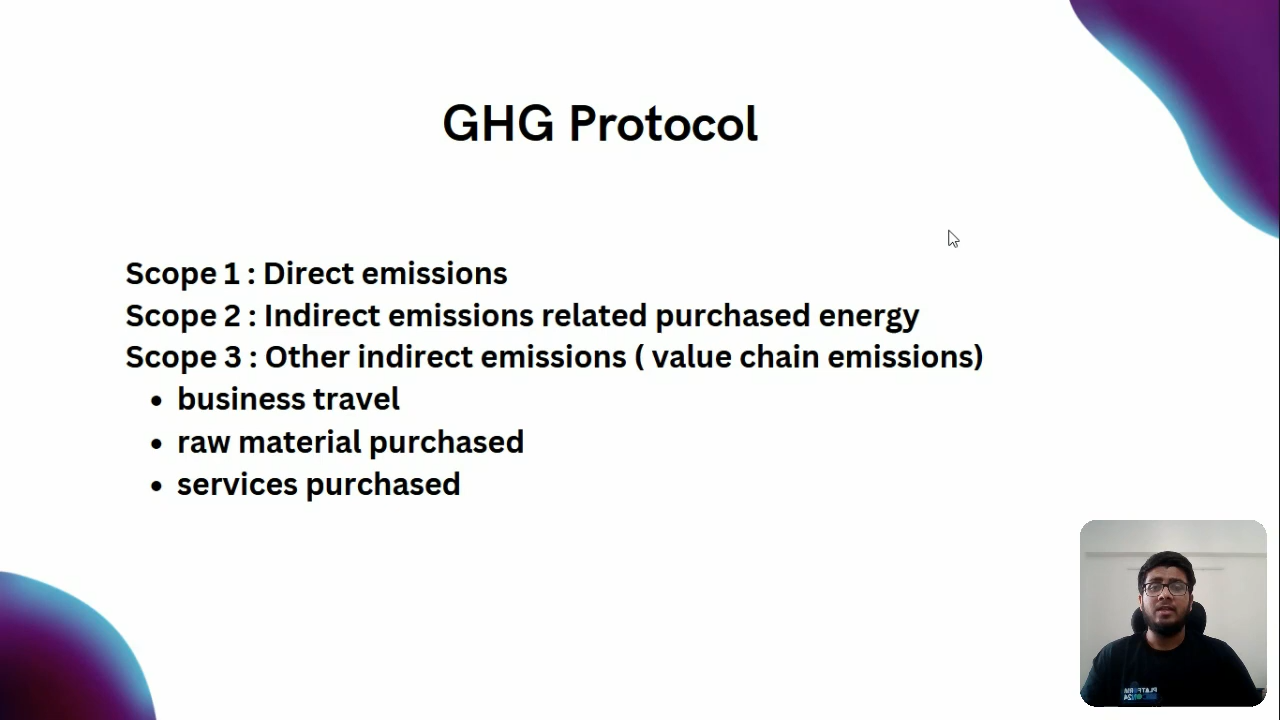 GHG Protocol
Scope 1 : Direct emissions
Scope 2 : Indirect emissions related purchased energy
Scope 3 : Other indirect emissions ( value chain emissions)
• business travel
• raw material purchased
• services purchased